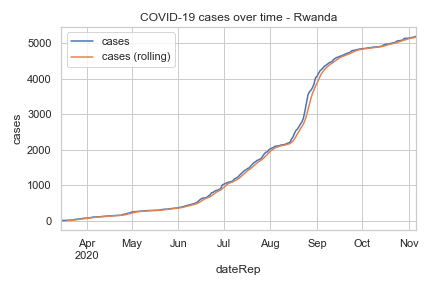 COVID-19 cases over time - Rwanda
cases
cases (rolling)
cases
5000
4000
3000
2000
1000
0
Apr
2020
May
Jun
Jul
Aug
Sep
Oct
Nov
dateRep